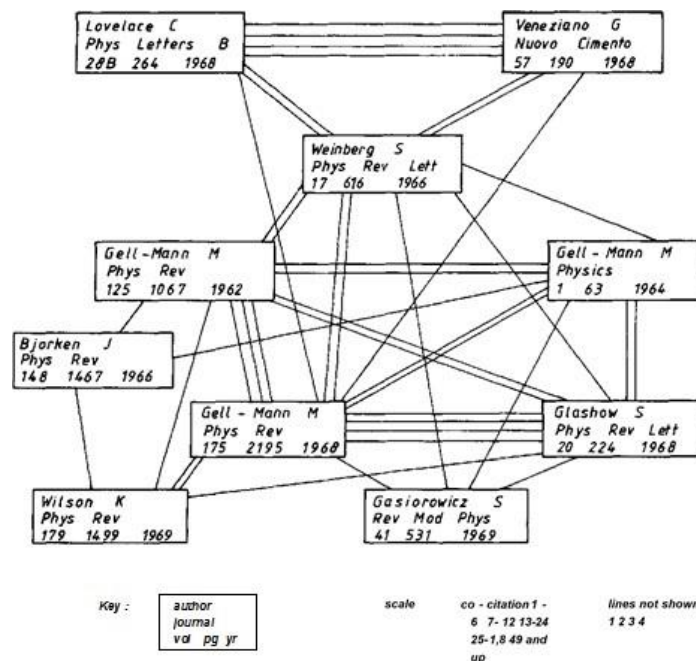 Lovelace C
Phys Letters B
28B 264 1968
Veneziano G
Nuovo Cimento
57 190 1968
Weinberg S
Phys Rev Lett
17 616 1966
Gell-Mann M
Phys Rev
125 1067 1962
Gell-Mann M
Physics
1 63 1964
Bjorken J
Phys Rev
148 1467 1966
Gell-Mann M
Phys Rev
175 2195 1968
Glashow S
Phys Rev Lett
20 224 1968
Wilson K
Phys Rev
179 1499 1969
Gasiorowicz S
Rev Mod Phys
41 531 1969
Key :
author
journal
vol pg yr
scale
co - citation 1 -
6 7- 12 13-24
25-1,8 49 and
up
lines not shown
1 2 3 4